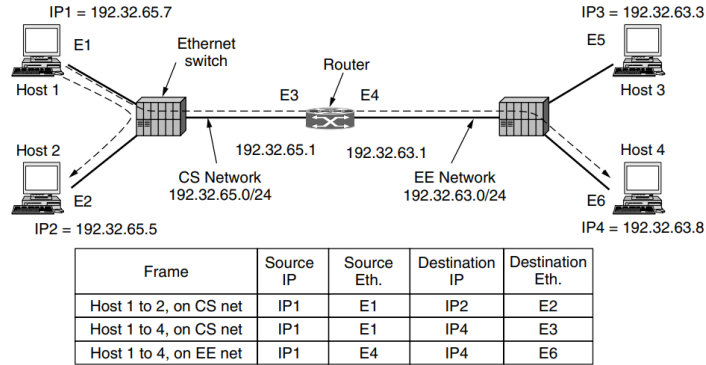 IP1 = 192.32.65.7
IP3 = 192.32.63.3
E1
Ethernet
switch
E5
Router
Host 1
E3
E4
Host 3
Host 2
192.32.65.1
192.32.63.1
Host 4
CS Network
192.32.65.0/24
EE Network
192.32.63.0/24
E2
E6
IP2 = 192.32.65.5
IP4 = 192.32.63.8
Frame
Source
IP
Source
Eth.
Destination
IP
Destination
Eth.
Host 1 to 2, on CS net IP1 E1 IP2 E2
Host 1 to 4, on CS net IP1 E1 IP4 E3
Host 1 to 4, on EE net IP1 E4 IP4 E6